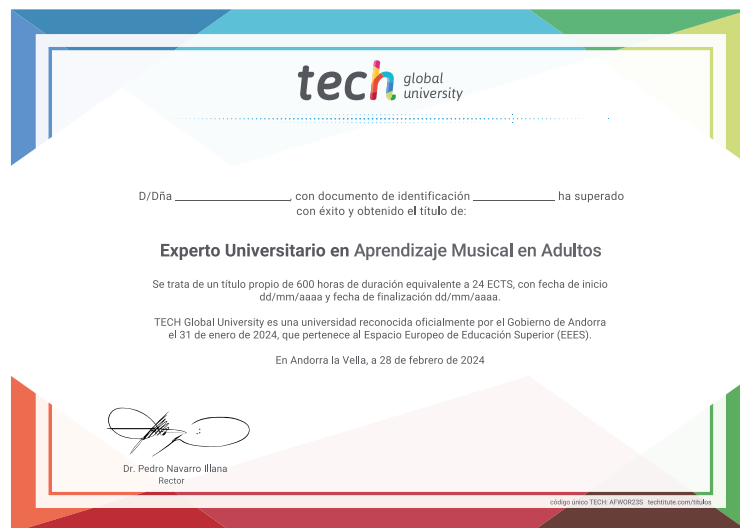 tech global university
D/Dña ______________, con documento de identificación ______________ ha superado
con éxito y obtenido el título de:
Experto Universitario en Aprendizaje Musical en Adultos
Se trata de un título propio de 600 horas de duración equivalente a 24 ECTS, con fecha de inicio
dd/mm/aaaa y fecha de finalización dd/mm/aaaa.
TECH Global University es una universidad reconocida oficialmente por el Gobierno de Andorra
el 31 de enero de 2024, que pertenece al Espacio Europeo de Educación Superior (EEES).
En Andorra la Vella, a 28 de febrero de 2024
Dr. Pedro Navarro Illana
Rector
código único TECH: AFWOR23S techtitute.com/titulos